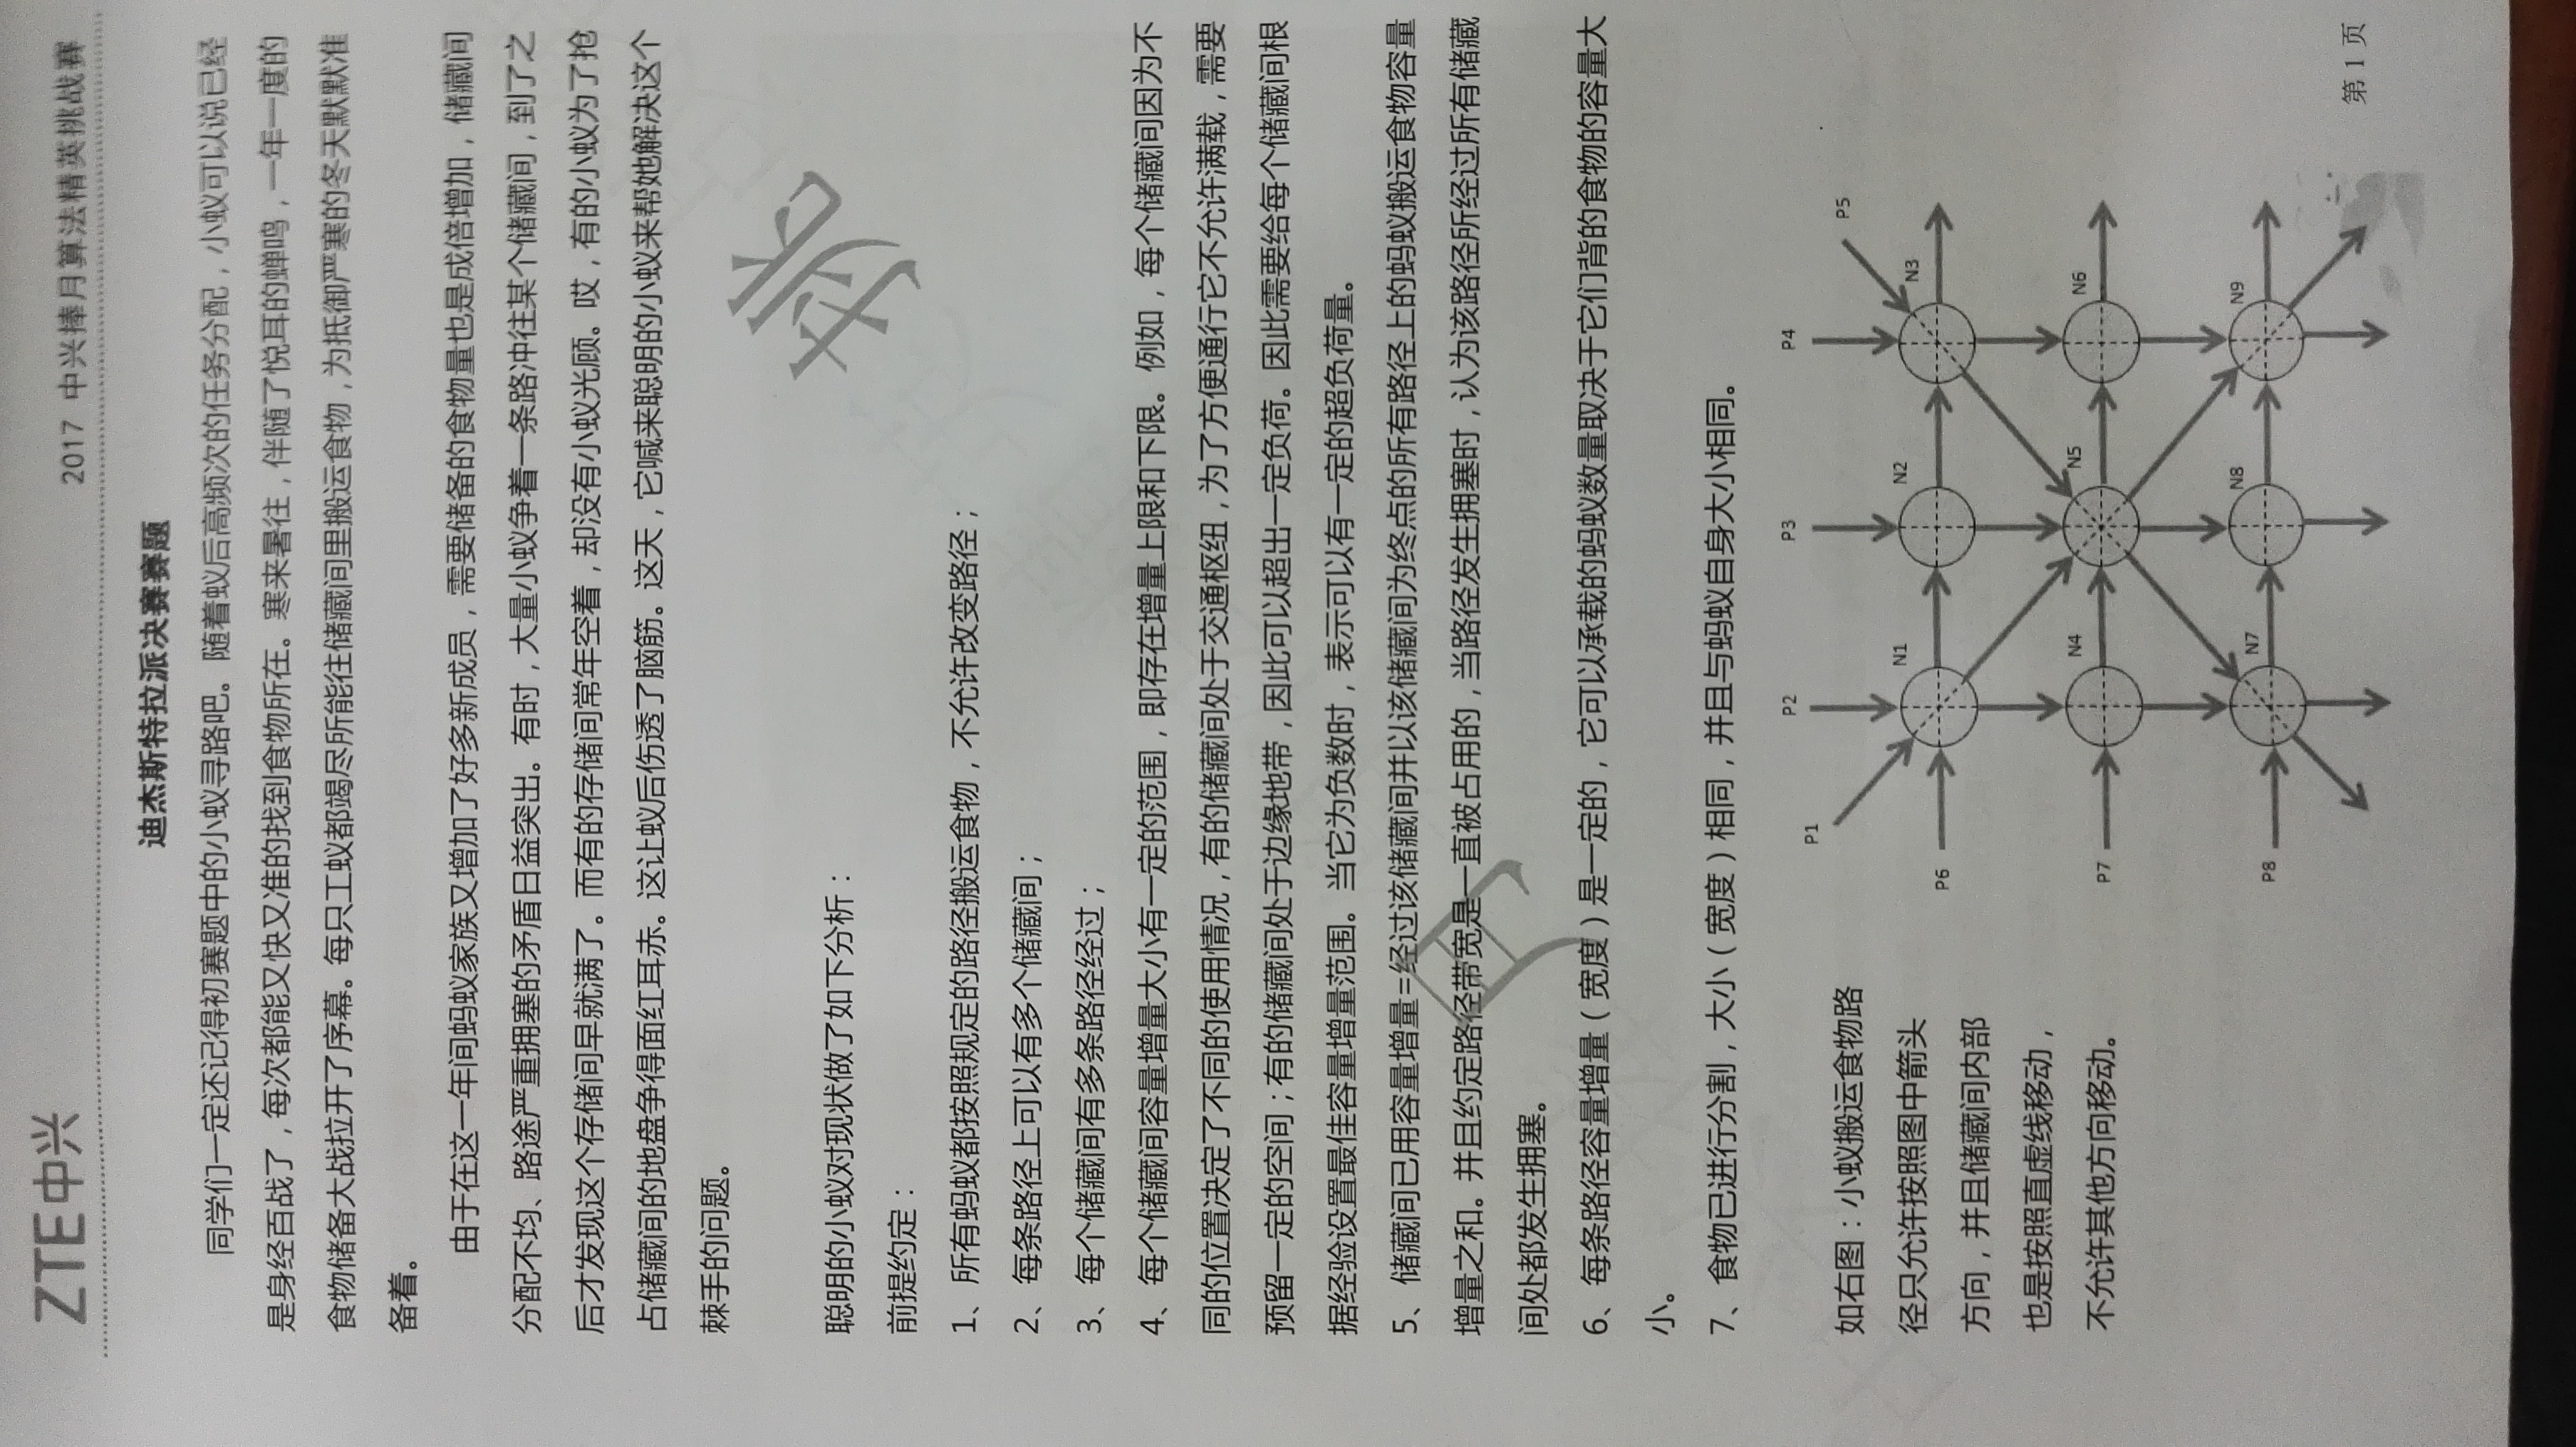 ZTE中兴
2017 中兴捧月算法精英挑战赛
迪杰斯特拉派决赛赛题
同学们一定还记得初赛题中的小蚁寻路吧。随着蚁后高频次的任务分配，小蚁可以说已经
是身经百战了，每次都能又快又准的找到食物所在。寒来暑往，伴随了悦耳的蝉鸣，一年一度的
食物储备大战拉开了序幕。每只工蚁都竭尽所能往储藏间里搬运食物，为抵御严寒的冬天默默准
备着。
由于在这一年间蚂蚁家族又增加了好多新成员，需要储备的食物量也是成倍增加，储藏间
分配不均、路途严重拥塞的矛盾日益突出。有时，大量小蚁争着一条路冲往某个储藏间，到了之
后才发现这个存储间早就满了。而有的存储间常年空着，却没有小蚁光顾。哎，有的小蚁为了抢
占储藏间的地盘争得面红耳赤。这让蚁后伤透了脑筋。这天，它喊来聪明的小蚁来帮她解决这个
棘手的问题。
聪明的小蚁对现状做了如下分析：
前提约定：
1、所有蚂蚁都按照规定的路径搬运食物，不允许改变路径；
2、每条路径上可以有多个储藏间；
3、每个储藏间有多条路径经过；
4、每个储藏间容量增量大小有一定的范围，即存在增量上限和下限。例如，每个储藏间因为不
同的位置决定了不同的使用情况，有的储藏间处于交通枢纽，为了方便通行它不允许满载，需要
预留一定的空间；有的储藏间处于边缘地带，因此可以超出一定负荷。因此需要给每个储藏间根
据经验设置最佳容量增量范围。当它为负数时，表示可以有一定的超负荷量。
5、储藏间已用容量增量=经过该储藏间并以该储藏间为终点的所有路径上的蚂蚁搬运食物容量
增量之和。并且约定路径带宽是一直被占用的，当路径发生拥塞时，认为该路径所经过所有储藏
间处都发生拥塞。
6、每条路径容量增量（宽度）是一定的，它可以承载的蚂蚁数量取决于它们背的食物的容量大
小。
7、食物已进行分割，大小（宽度）相同，并且与蚂蚁自身大小相同。
如右图：小蚁搬运食物路
径只允许按照图中箭头
方向，并且储藏间内部
也是按照直虚线移动，
不允许其他方向移动。
P1
P2
P3
P4
P5
P6
N1
N2
N3
P7
N4
N5
N6
P8
N7
N8
N9
第 1 页